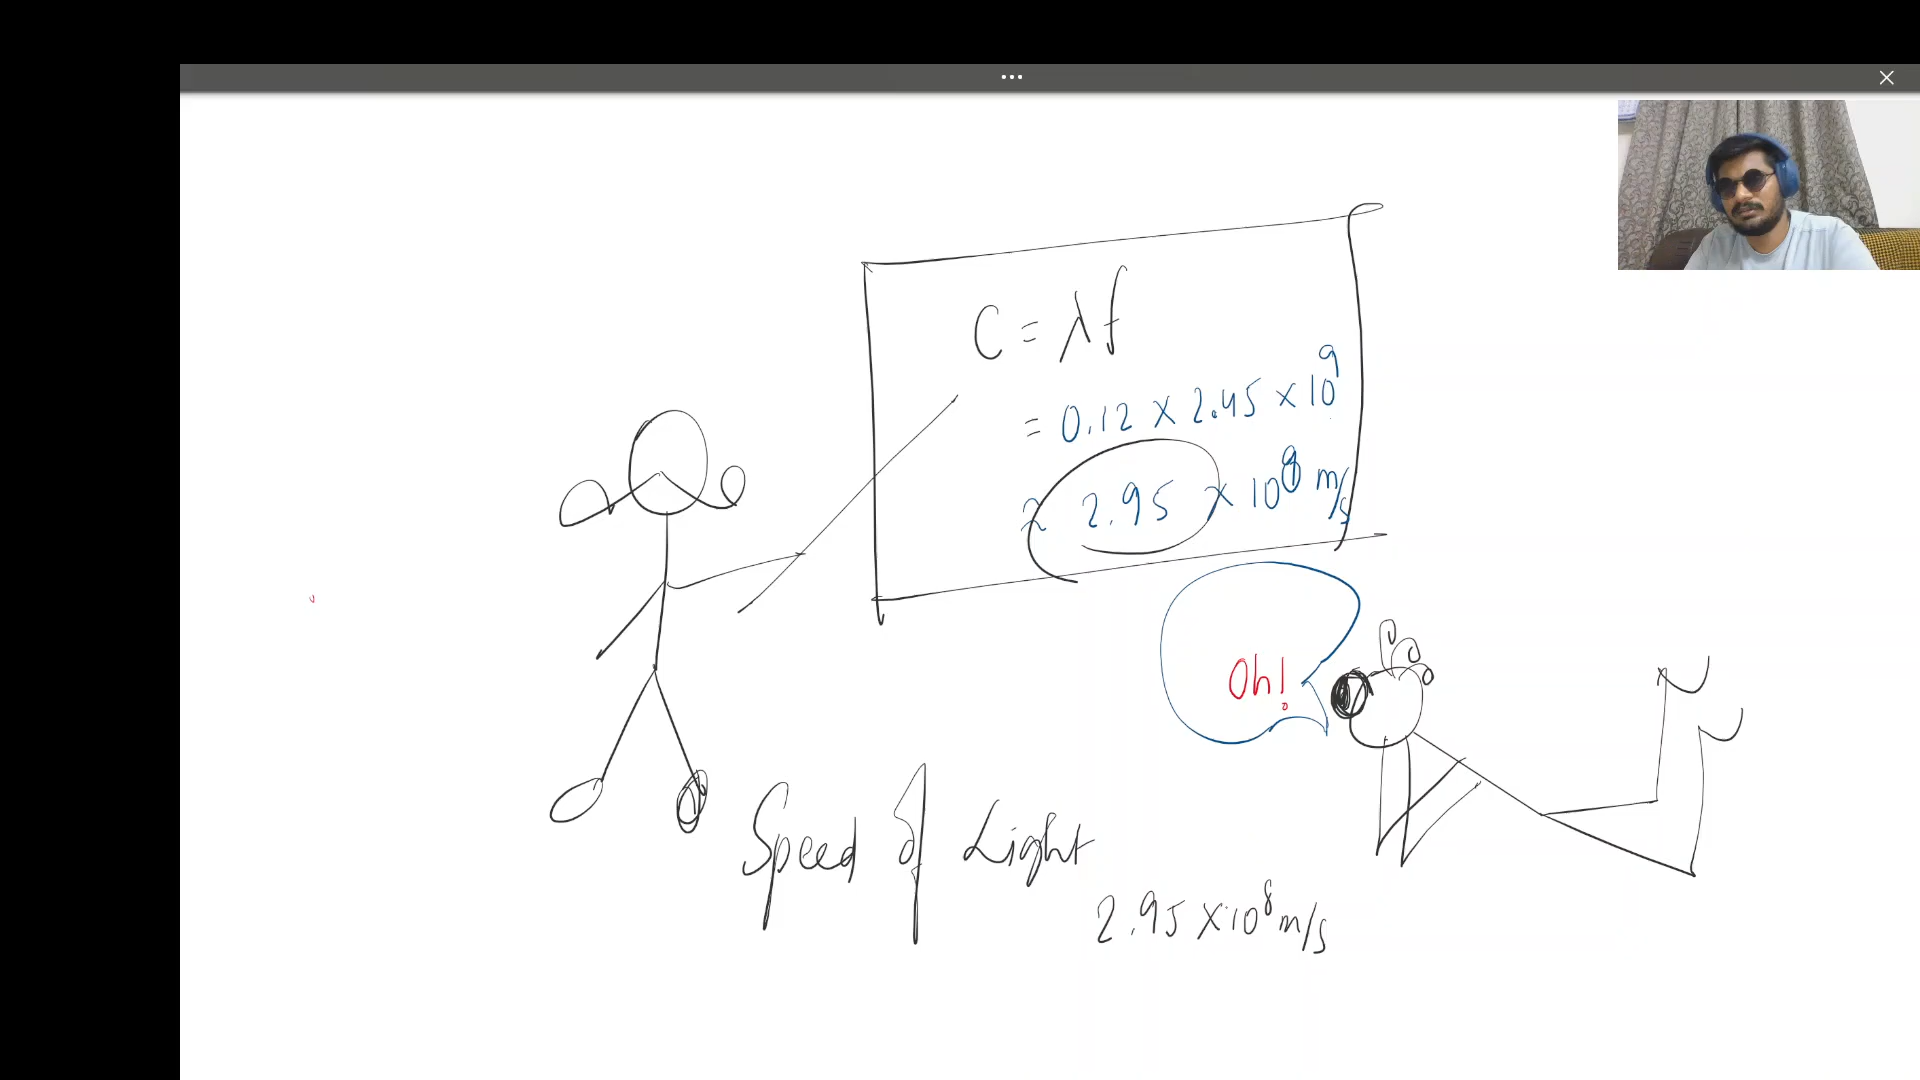 C = λf
= 0.12 × 2.45 × 10⁹
≈ 2.95 × 10⁸ m/s
Oh!
Speed of Light
2.95 × 10⁸ m/s